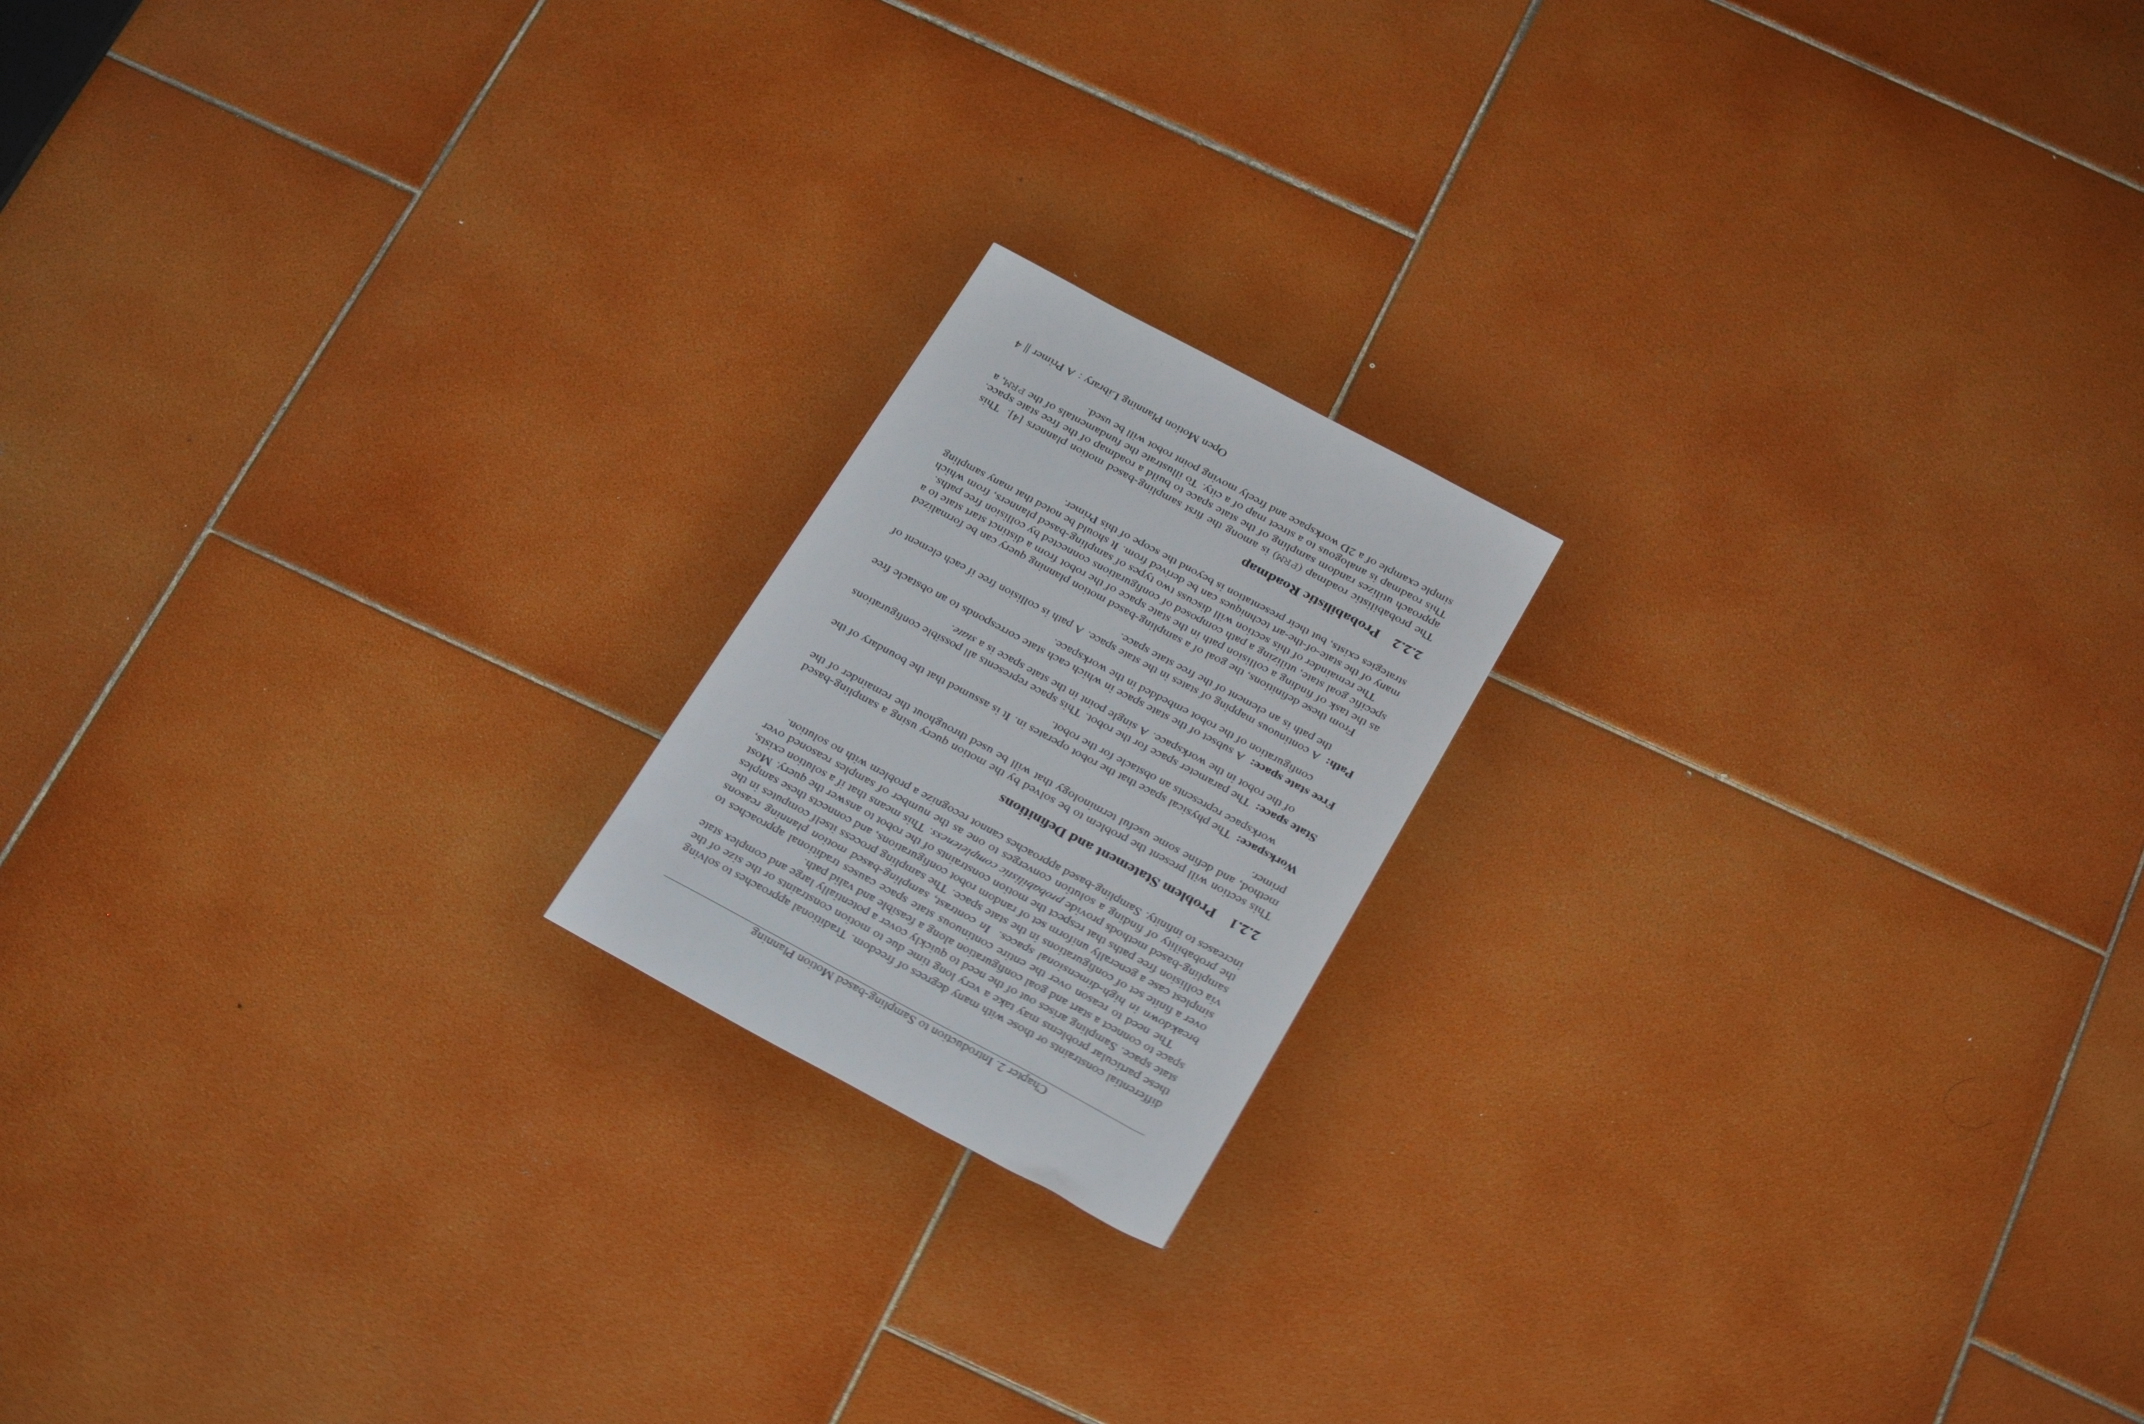 Chapter 2. Introduction to Sampling-based Motion Planning
differential constraints or those with many degrees of freedom. Traditional approaches to solving
these particular problems may take a very long time due to motion constraints or the size of the
state space. Sampling arises out of the need to quickly cover a potentially large and complex state
space to connect a start and goal configuration along a feasible and valid path.
The need to reason over the entire continuous space causes traditional approaches to
breakdown in high-dimensional spaces. In contrast, sampling-based motion planning reasons
over a finite set of configurations in the state space. The sampling process itself computes in the
simplest case a generally uniform set of random robot configurations, and connects these samples
via collision free paths that respect the motion constraints of the robot to answer the query. Most
sampling-based methods provide probabilistic completeness. This means that if a solution exists,
the probability of finding a solution converges to one as the number of samples reasoned over
increases to infinity. Sampling-based approaches cannot recognize a problem with no solution.
2.2.1 Problem Statement and Definitions
This section will present the problem to be solved by the motion query using a sampling-based
method, and define some useful terminology that will be used throughout the remainder of the
primer.
Workspace: The physical space that the robot operates in. It is assumed that the boundary of the
workspace represents an obstacle for the robot.
State space: The parameter space for the robot. This space represents all possible configurations
of the robot in the workspace. A single point in the state space is a state.
Free state space: A subset of the state space in which each state corresponds to an obstacle free
configuration of the robot embedded in the workspace.
Path: A continuous mapping of states in the state space. A path is collision free if each element of
the path is an element of the free state space.
From these definitions, the goal of a sampling-based motion planning query can be formalized
as the task of finding a collision free path in the state space of the robot from a distinct start state to a
specific goal state, utilizing a path composed of configurations connected by collision free paths.
The remainder of this section will discuss two types of sampling-based planners, from which
many of the state-of-the-art techniques can be derived from. It should be noted that many sampling
strategies exists, but their presentation is beyond the scope of this Primer.
2.2.2 Probabilistic Roadmap
The probabilistic roadmap (PRM) is among the first sampling-based motion planners [4]. This
approach utilizes random sampling of the state space to build a roadmap of the free state space.
This roadmap is analogous to a street map of a city. To illustrate the fundamentals of the PRM, a
simple example of a 2D workspace and freely moving point robot will be used.
Open Motion Planning Library : A Primer || 4